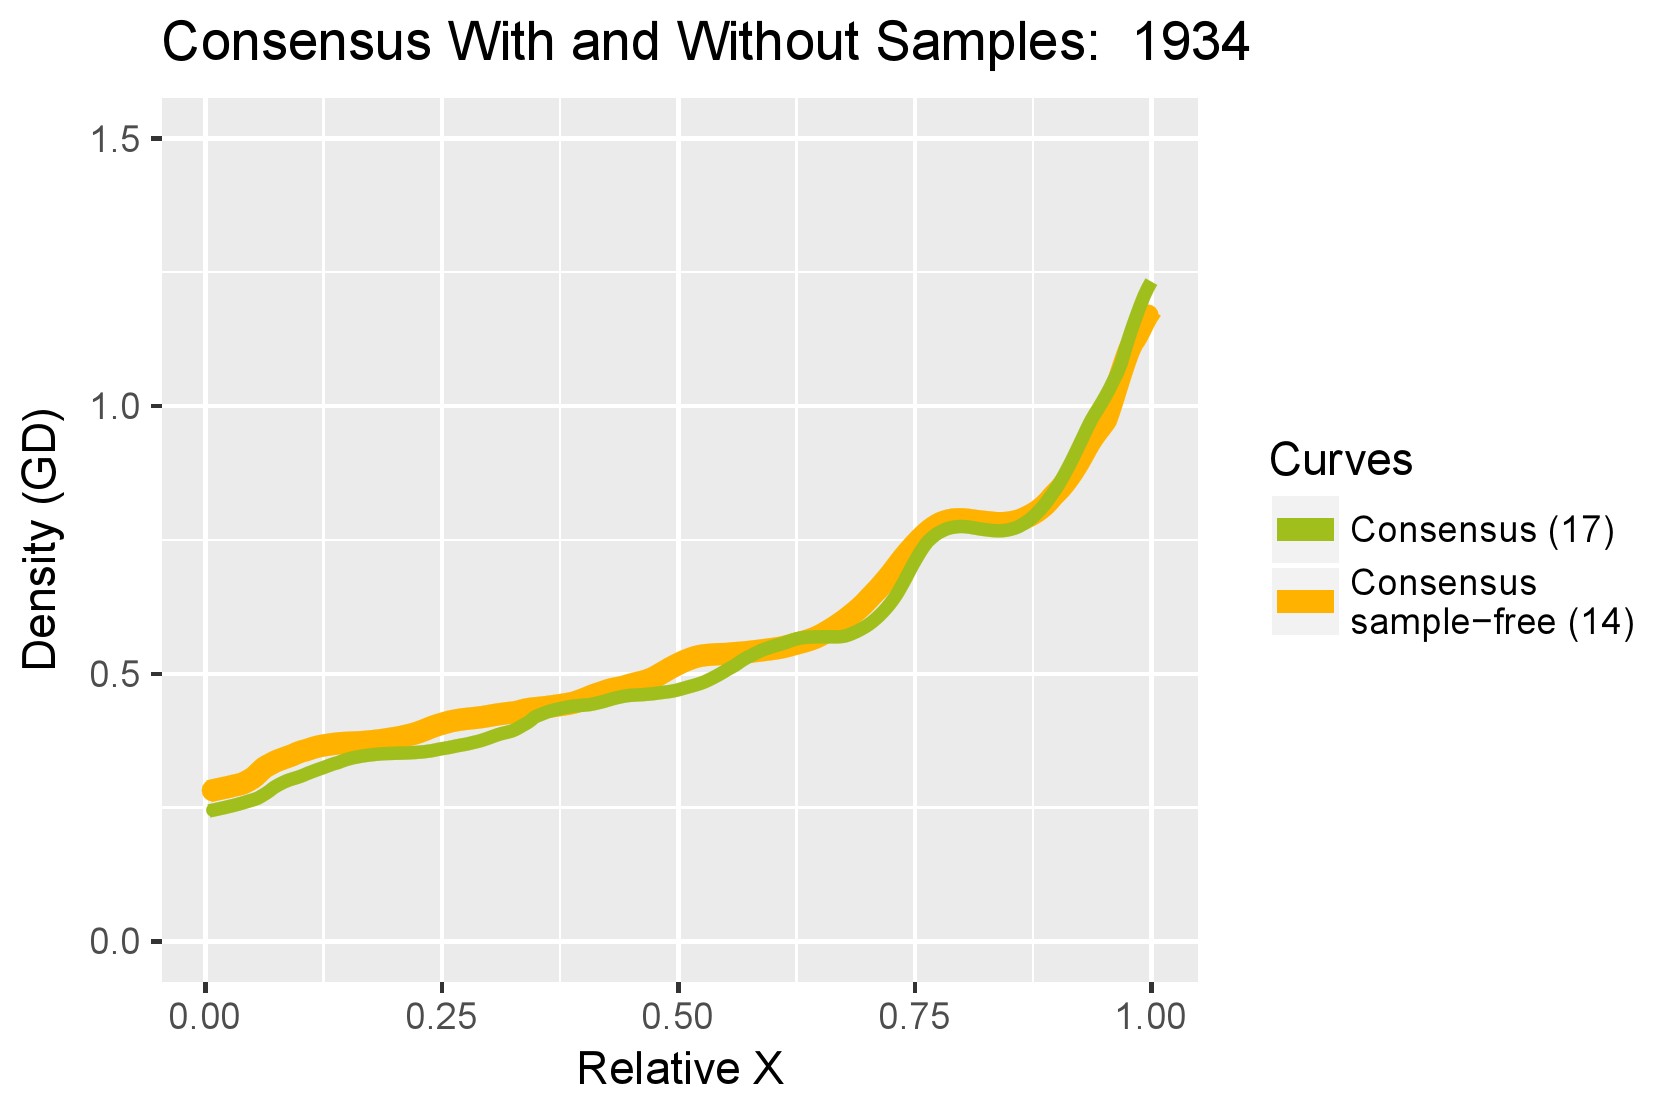 Consensus With and Without Samples:  1934
1.5
1.0
0.5
0.0
Density (GD)
0.00 0.25 0.50 0.75 1.00
Relative X
Curves
Consensus (17)
Consensus
sample−free (14)